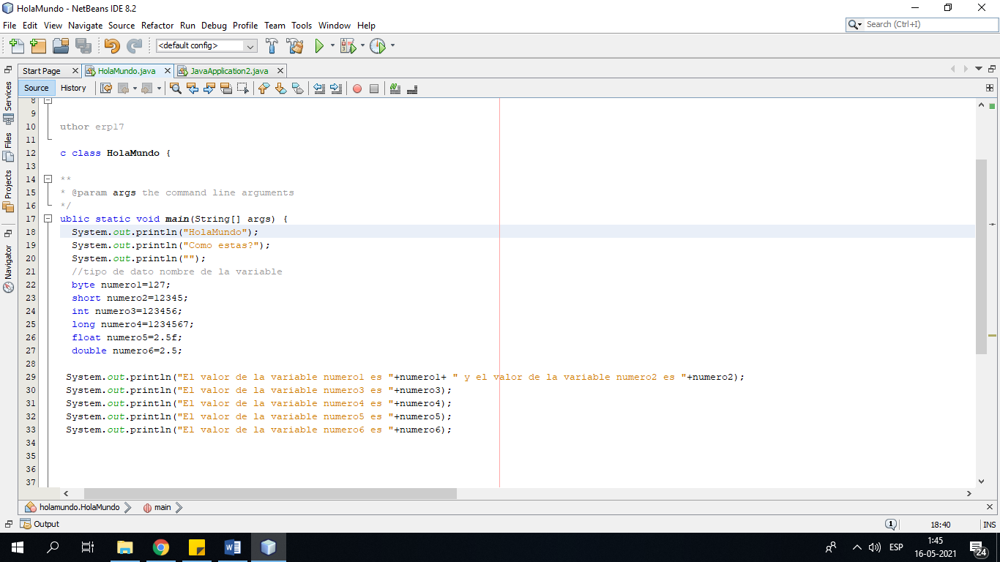 HolaMundo - NetBeans IDE 8.2
File Edit View Navigate Source Refactor Run Debug Profile Team Tools Window Help
Search (Ctrl+I)
<default config>
Start Page HolaMundo.java JavaApplication2.java
Source History
Services
Files
Projects
Navigator
8
9
10 uthor erp17
11
12 c class HolaMundo {
13
14 **
15 * @param args the command line arguments
16 */
17 ublic static void main(String[] args) {
18 System.out.println("HolaMundo");
19 System.out.println("Como estas?");
20 System.out.println("");
21 //tipo de dato nombre de la variable
22 byte numero1=127;
23 short numero2=12345;
24 int numero3=123456;
25 long numero4=1234567;
26 float numero5=2.5f;
27 double numero6=2.5;
28
29 System.out.println("El valor de la variable numero1 es "+numero1+ " y el valor de la variable numero2 es "+numero2);
30 System.out.println("El valor de la variable numero3 es "+numero3);
31 System.out.println("El valor de la variable numero4 es "+numero4);
32 System.out.println("El valor de la variable numero5 es "+numero5);
33 System.out.println("El valor de la variable numero6 es "+numero6);
34
35
36
37
holamundo.HolaMundo main
Output
1 18:40 INS
ESP
1:45
16-05-2021
24